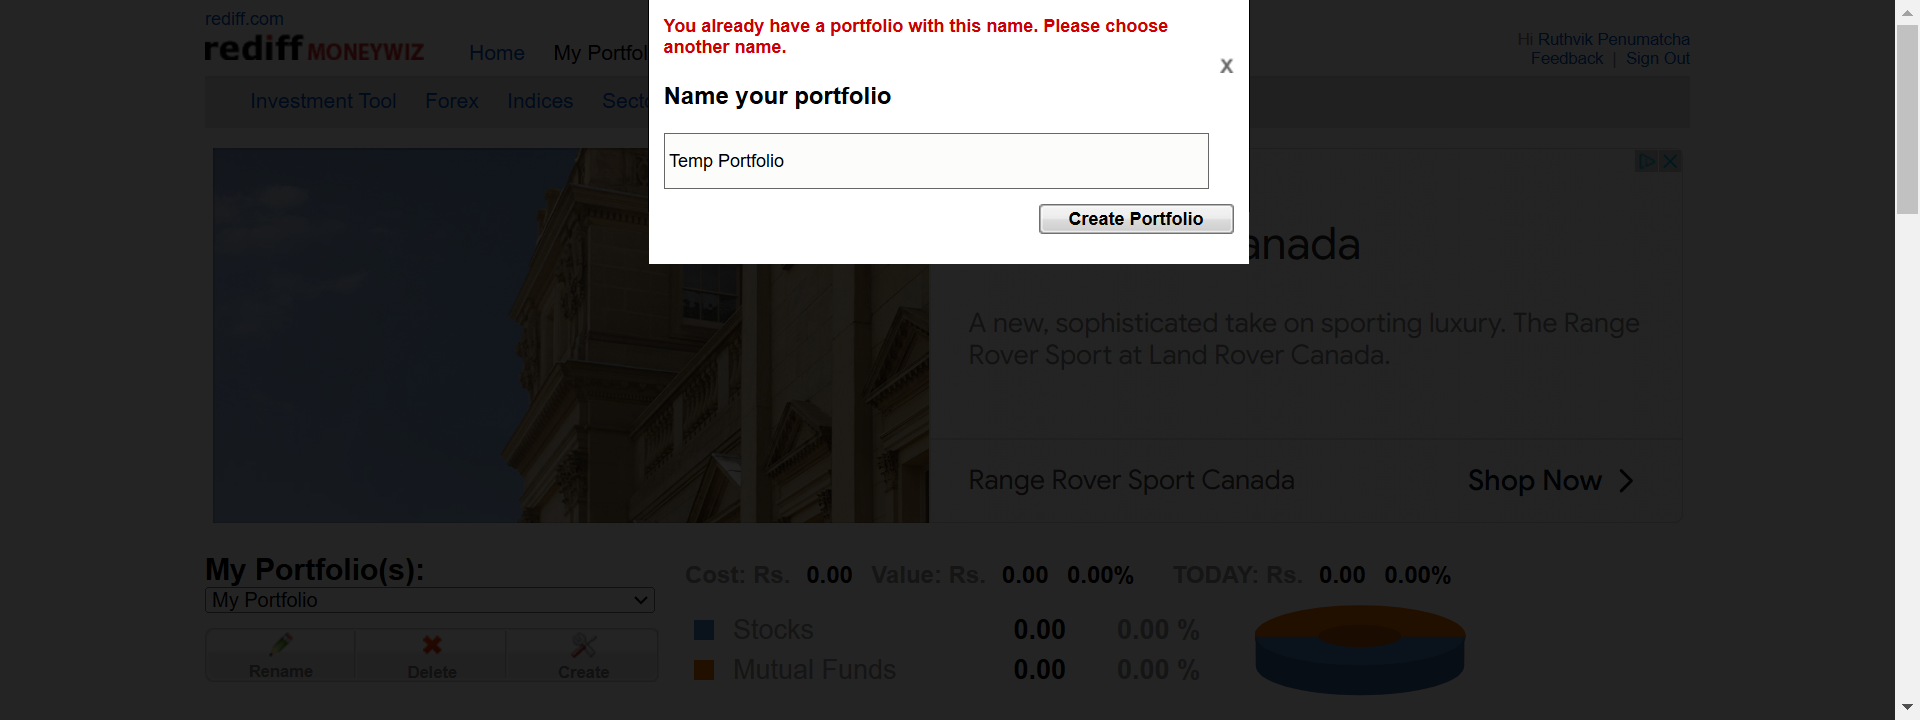 rediff.com
rediff MONEYWIZ
Home My Portfol
Hi Ruthvik Penumatcha
Feedback | Sign Out
Investment Tool Forex Indices Secto
You already have a portfolio with this name. Please choose
another name.
X
Name your portfolio
Temp Portfolio
Create Portfolio
anada
A new, sophisticated take on sporting luxury. The Range
Rover Sport at Land Rover Canada.
Range Rover Sport Canada
Shop Now
My Portfolio(s):
My Portfolio
Rename Delete Create
Cost: Rs. 0.00 Value: Rs. 0.00 0.00% TODAY: Rs. 0.00 0.00%
Stocks 0.00 0.00 %
Mutual Funds 0.00 0.00 %